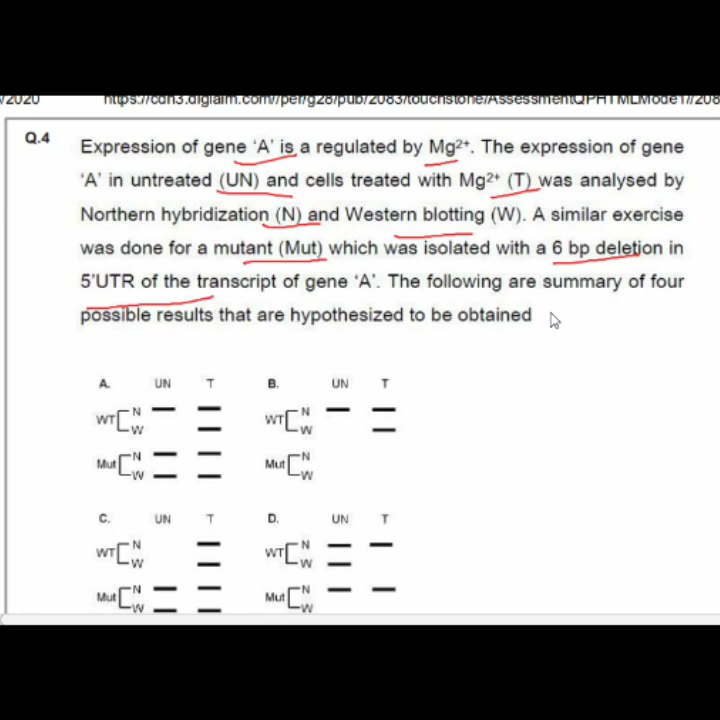 /2020 https://cdn3.digialm.com//per/g28/pub/2083/touchstone/AssessmentQPHTMLMode1//208
Q.4 Expression of gene 'A' is a regulated by Mg²⁺. The expression of gene
'A' in untreated (UN) and cells treated with Mg²⁺ (T) was analysed by
Northern hybridization (N) and Western blotting (W). A similar exercise
was done for a mutant (Mut) which was isolated with a 6 bp deletion in
5'UTR of the transcript of gene 'A'. The following are summary of four
possible results that are hypothesized to be obtained
A. UN T B. UN T
WT N WT N
W W
Mut N Mut N
W W
C. UN T D. UN T
WT N WT N
W W
Mut N Mut N
W W